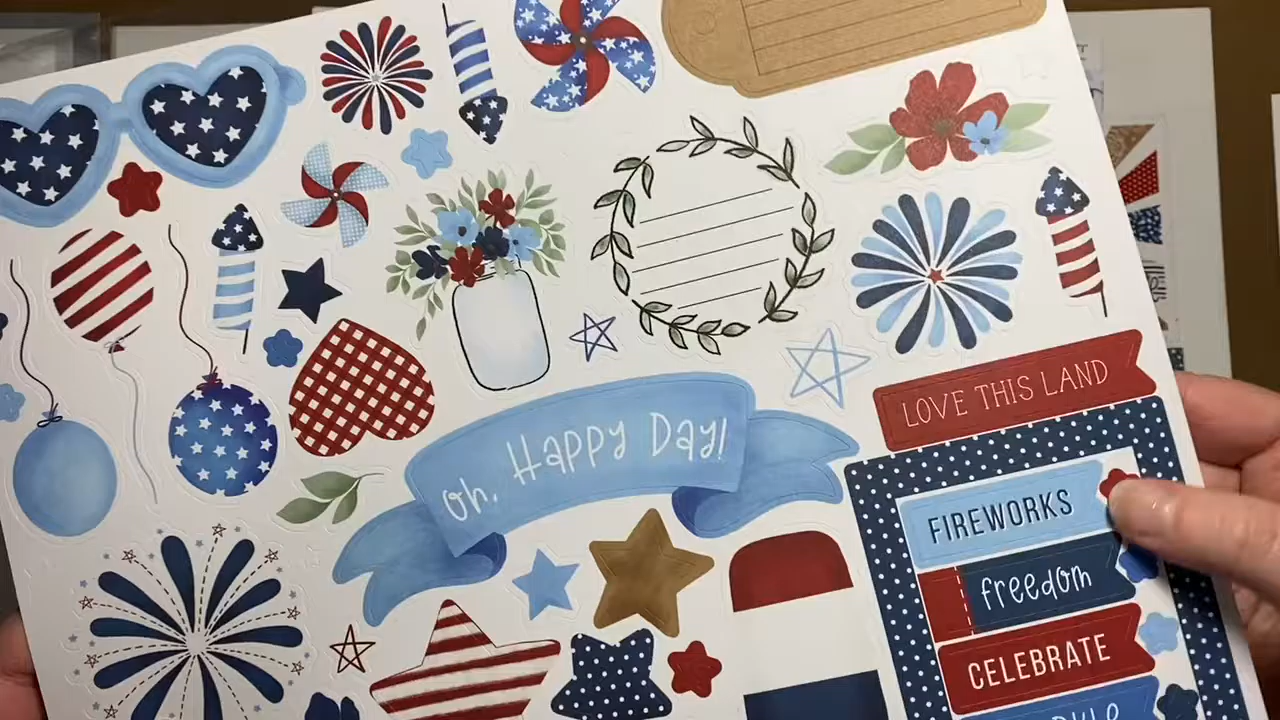 LOVE THIS LAND
oh, Happy Day!
FIREWORKS
freedom
CELEBRATE